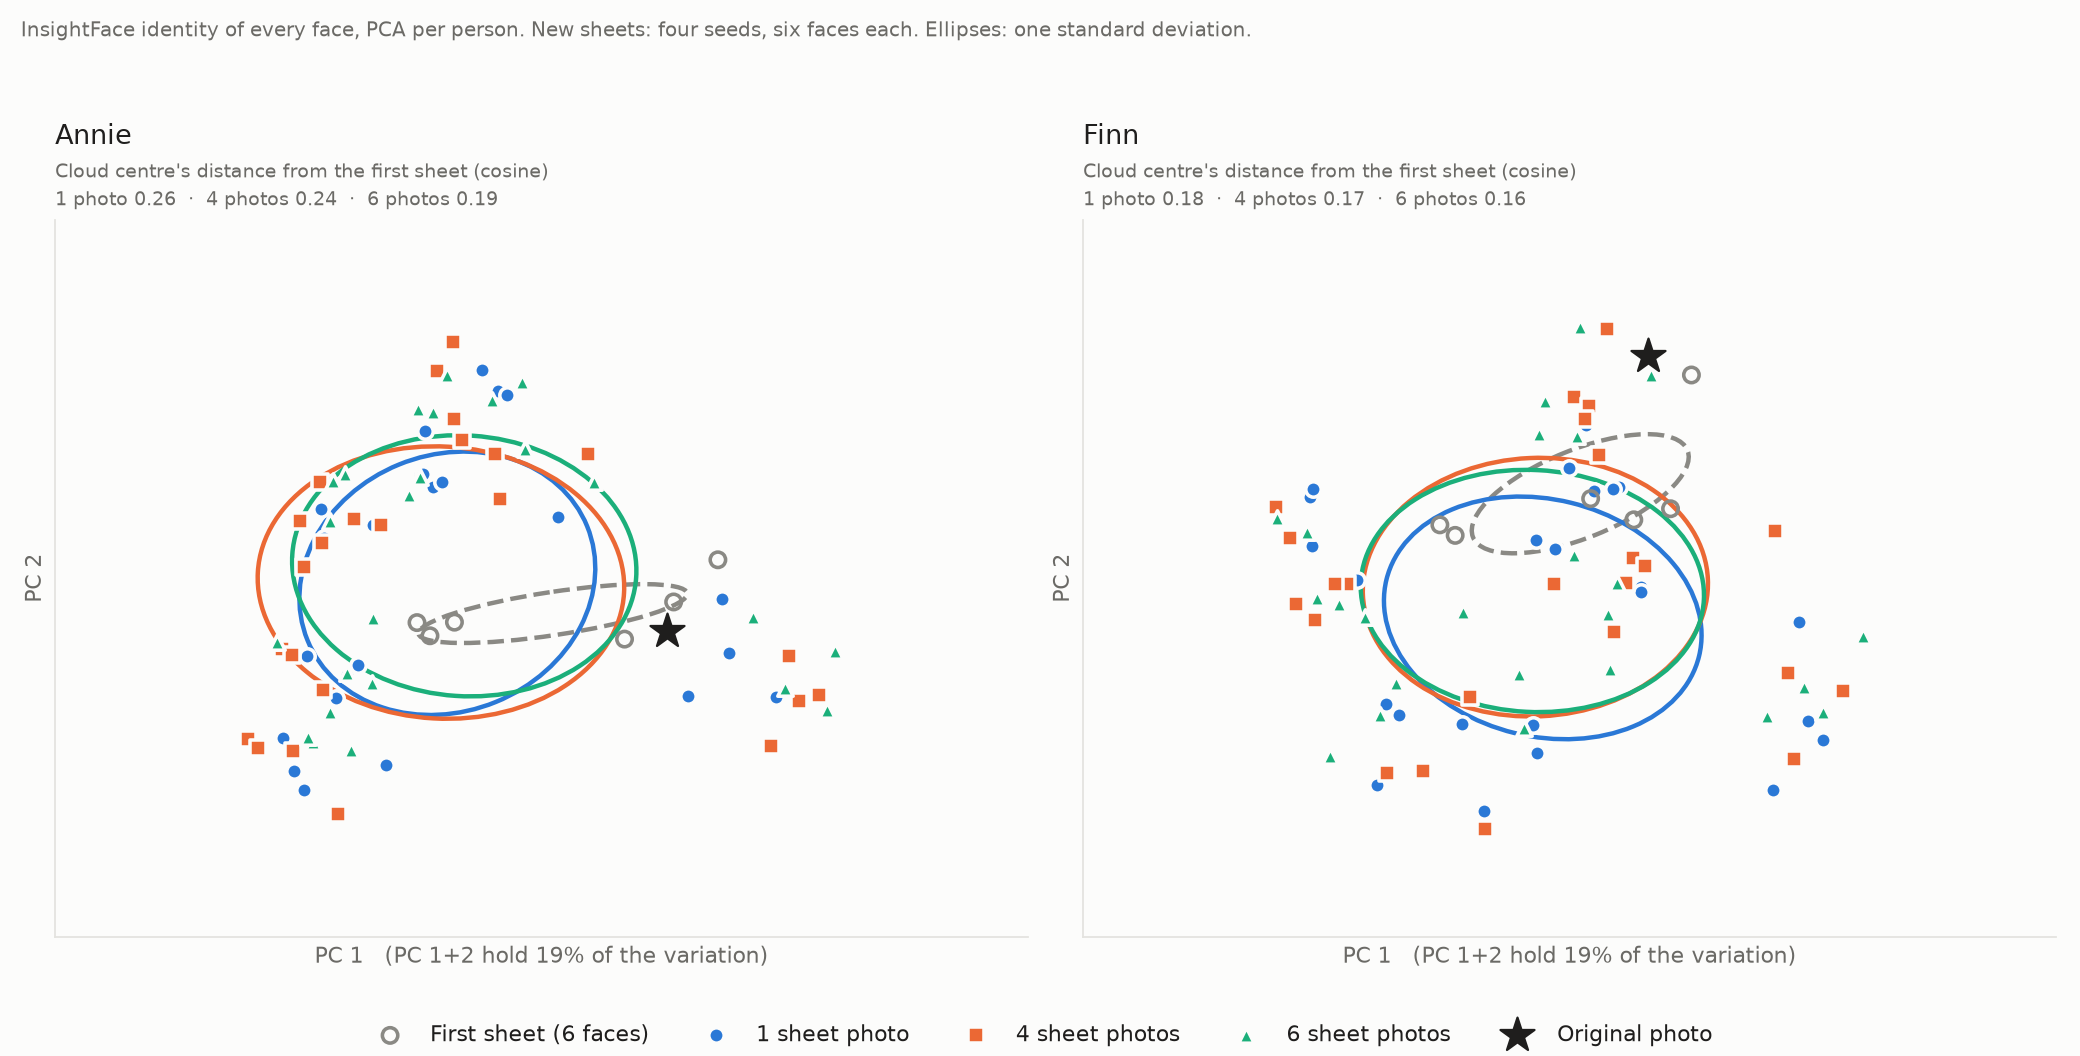 InsightFace identity of every face, PCA per person. New sheets: four seeds, six faces each. Ellipses: one standard deviation.
Annie
Cloud centre's distance from the first sheet (cosine)
1 photo 0.26 · 4 photos 0.24 · 6 photos 0.19
PC 2
PC 1 (PC 1+2 hold 19% of the variation)
Finn
Cloud centre's distance from the first sheet (cosine)
1 photo 0.18 · 4 photos 0.17 · 6 photos 0.16
PC 2
PC 1 (PC 1+2 hold 19% of the variation)
First sheet (6 faces)
1 sheet photo
4 sheet photos
6 sheet photos
Original photo